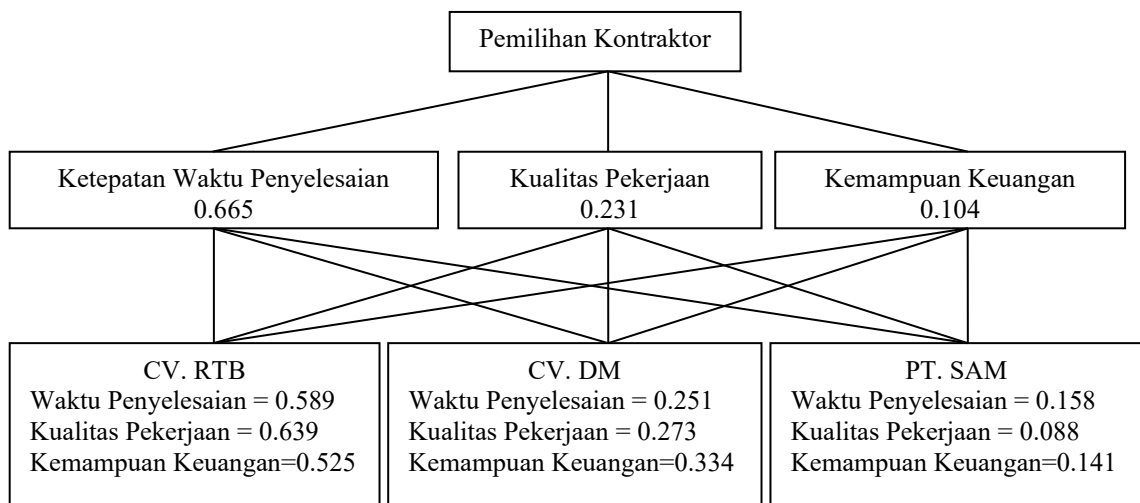 Pemilihan Kontraktor
Ketepatan Waktu Penyelesaian
0.665
Kualitas Pekerjaan
0.231
Kemampuan Keuangan
0.104
CV. RTB
Waktu Penyelesaian = 0.589
Kualitas Pekerjaan = 0.639
Kemampuan Keuangan=0.525
CV. DM
Waktu Penyelesaian = 0.251
Kualitas Pekerjaan = 0.273
Kemampuan Keuangan=0.334
PT. SAM
Waktu Penyelesaian = 0.158
Kualitas Pekerjaan = 0.088
Kemampuan Keuangan=0.141